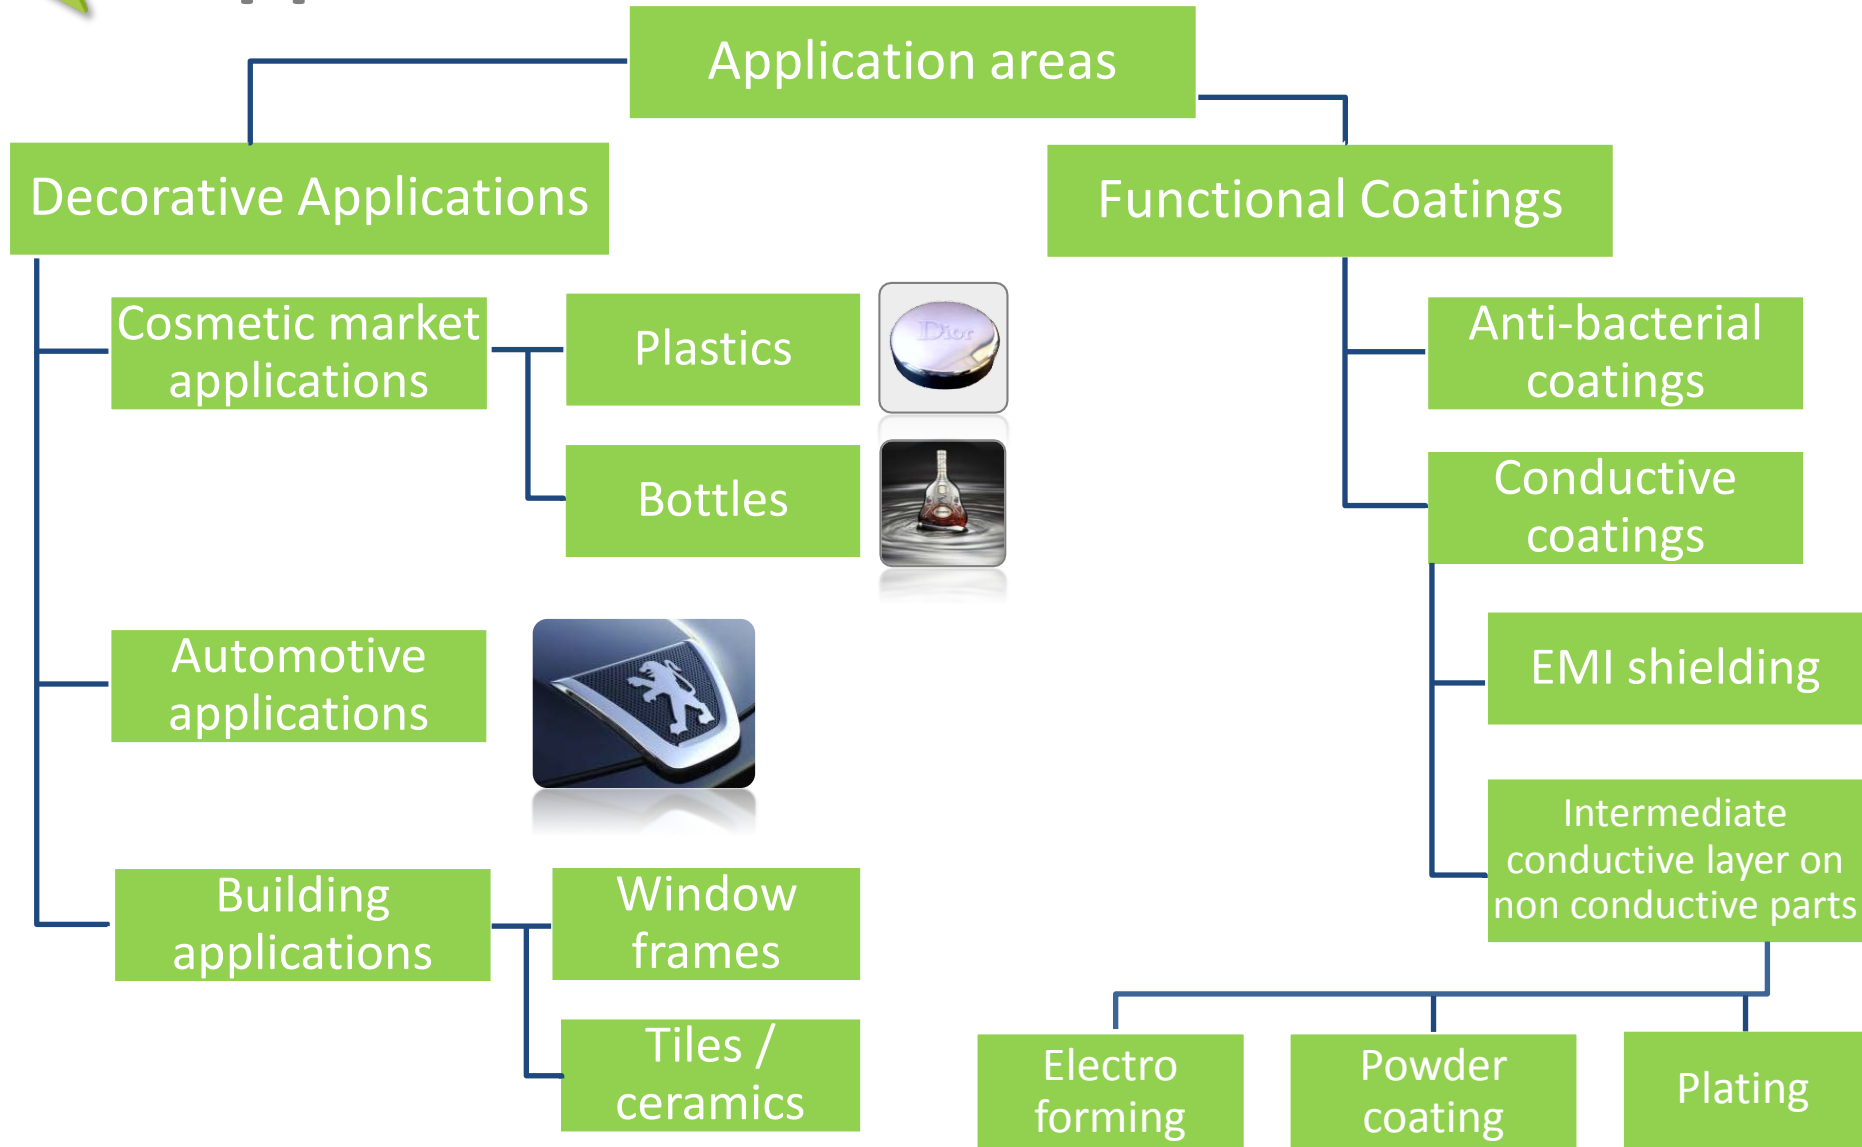 Application areas
Decorative Applications
Functional Coatings
Cosmetic market
applications
Plastics
Dior
Bottles
Automotive
applications
Building
applications
Window
frames
Tiles /
ceramics
Anti-bacterial
coatings
Conductive
coatings
EMI shielding
Intermediate
conductive layer on
non conductive parts
Electro
forming
Powder
coating
Plating